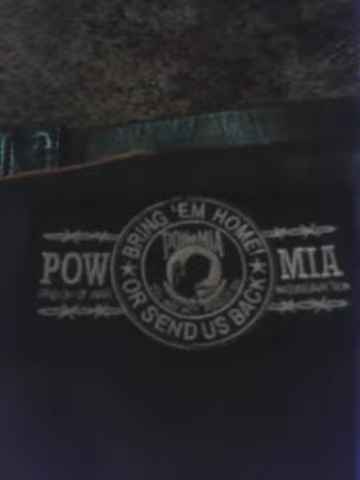 BRING 'EM HOME!
POW MIA
POW
MIA
OR SEND US BACK